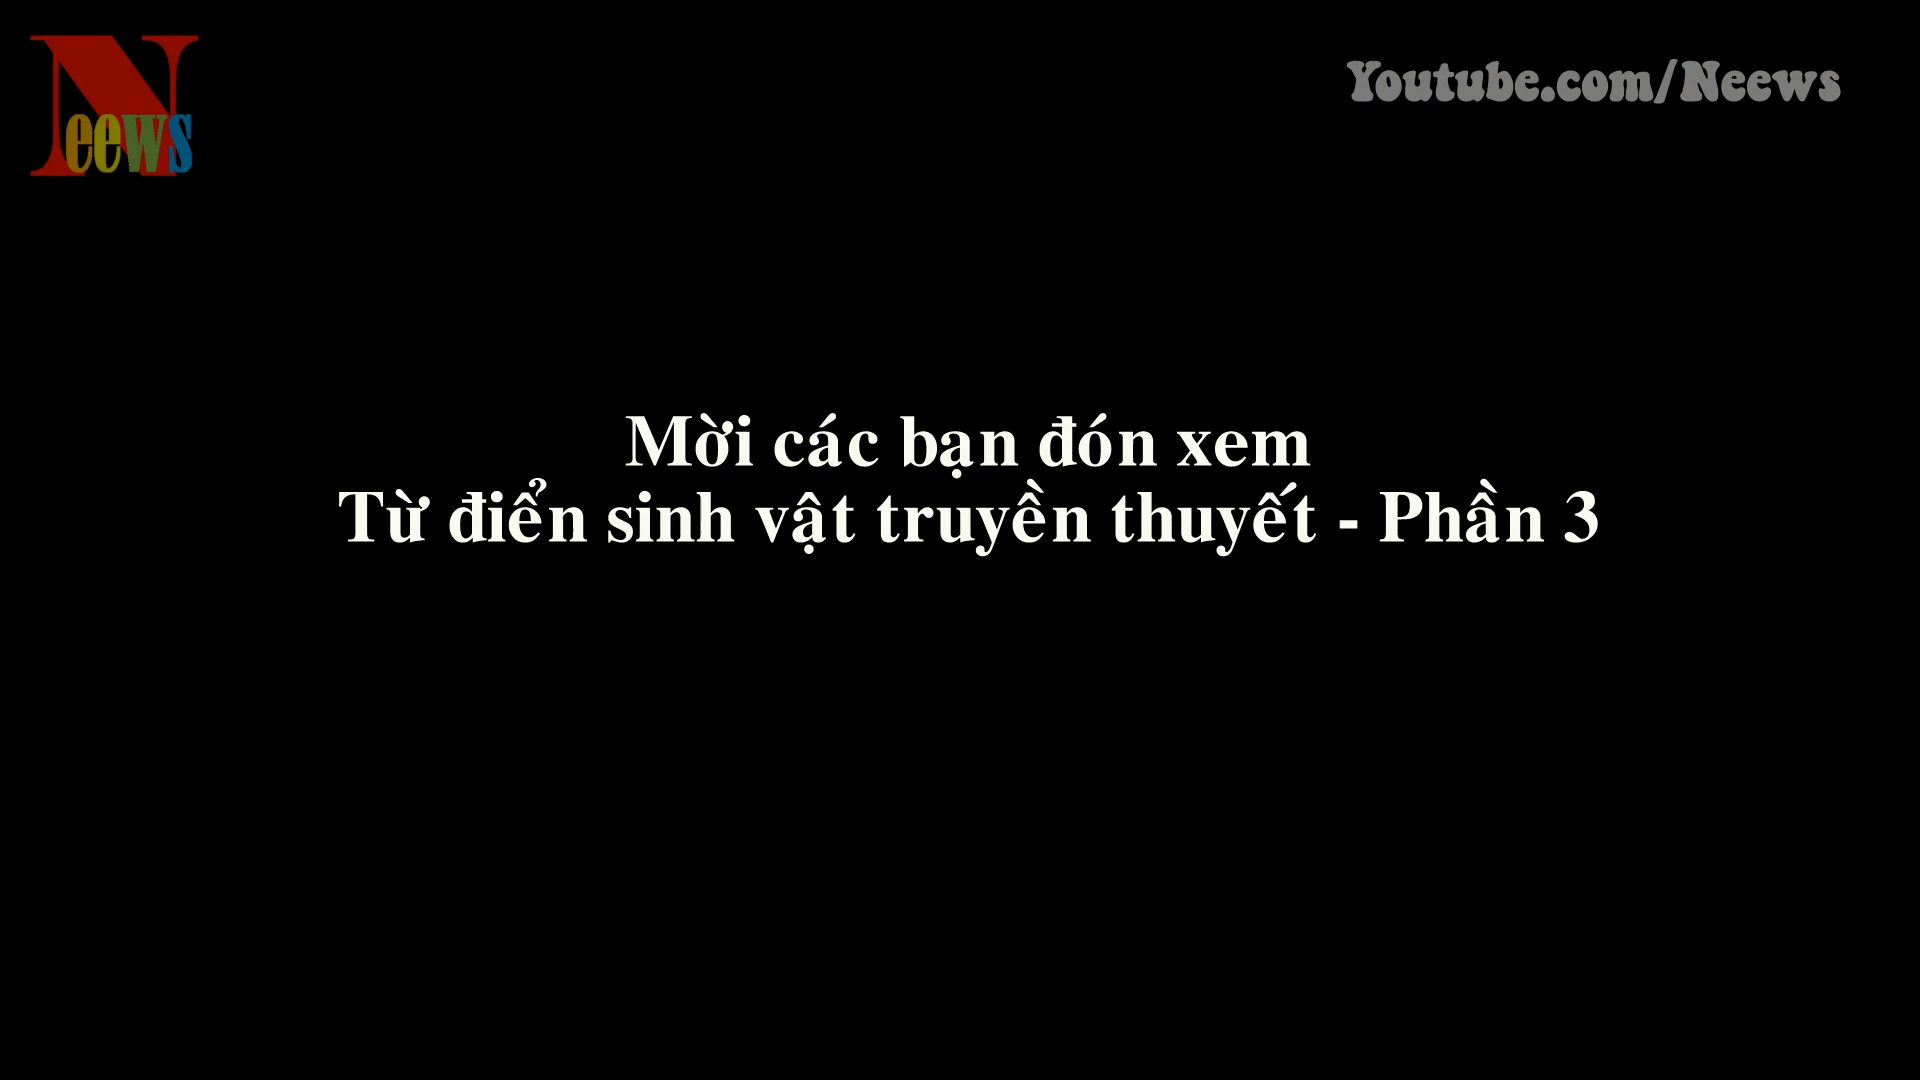 Neews
Youtube.com/Neews
Mời các bạn đón xem
Từ điển sinh vật truyền thuyết - Phần 3